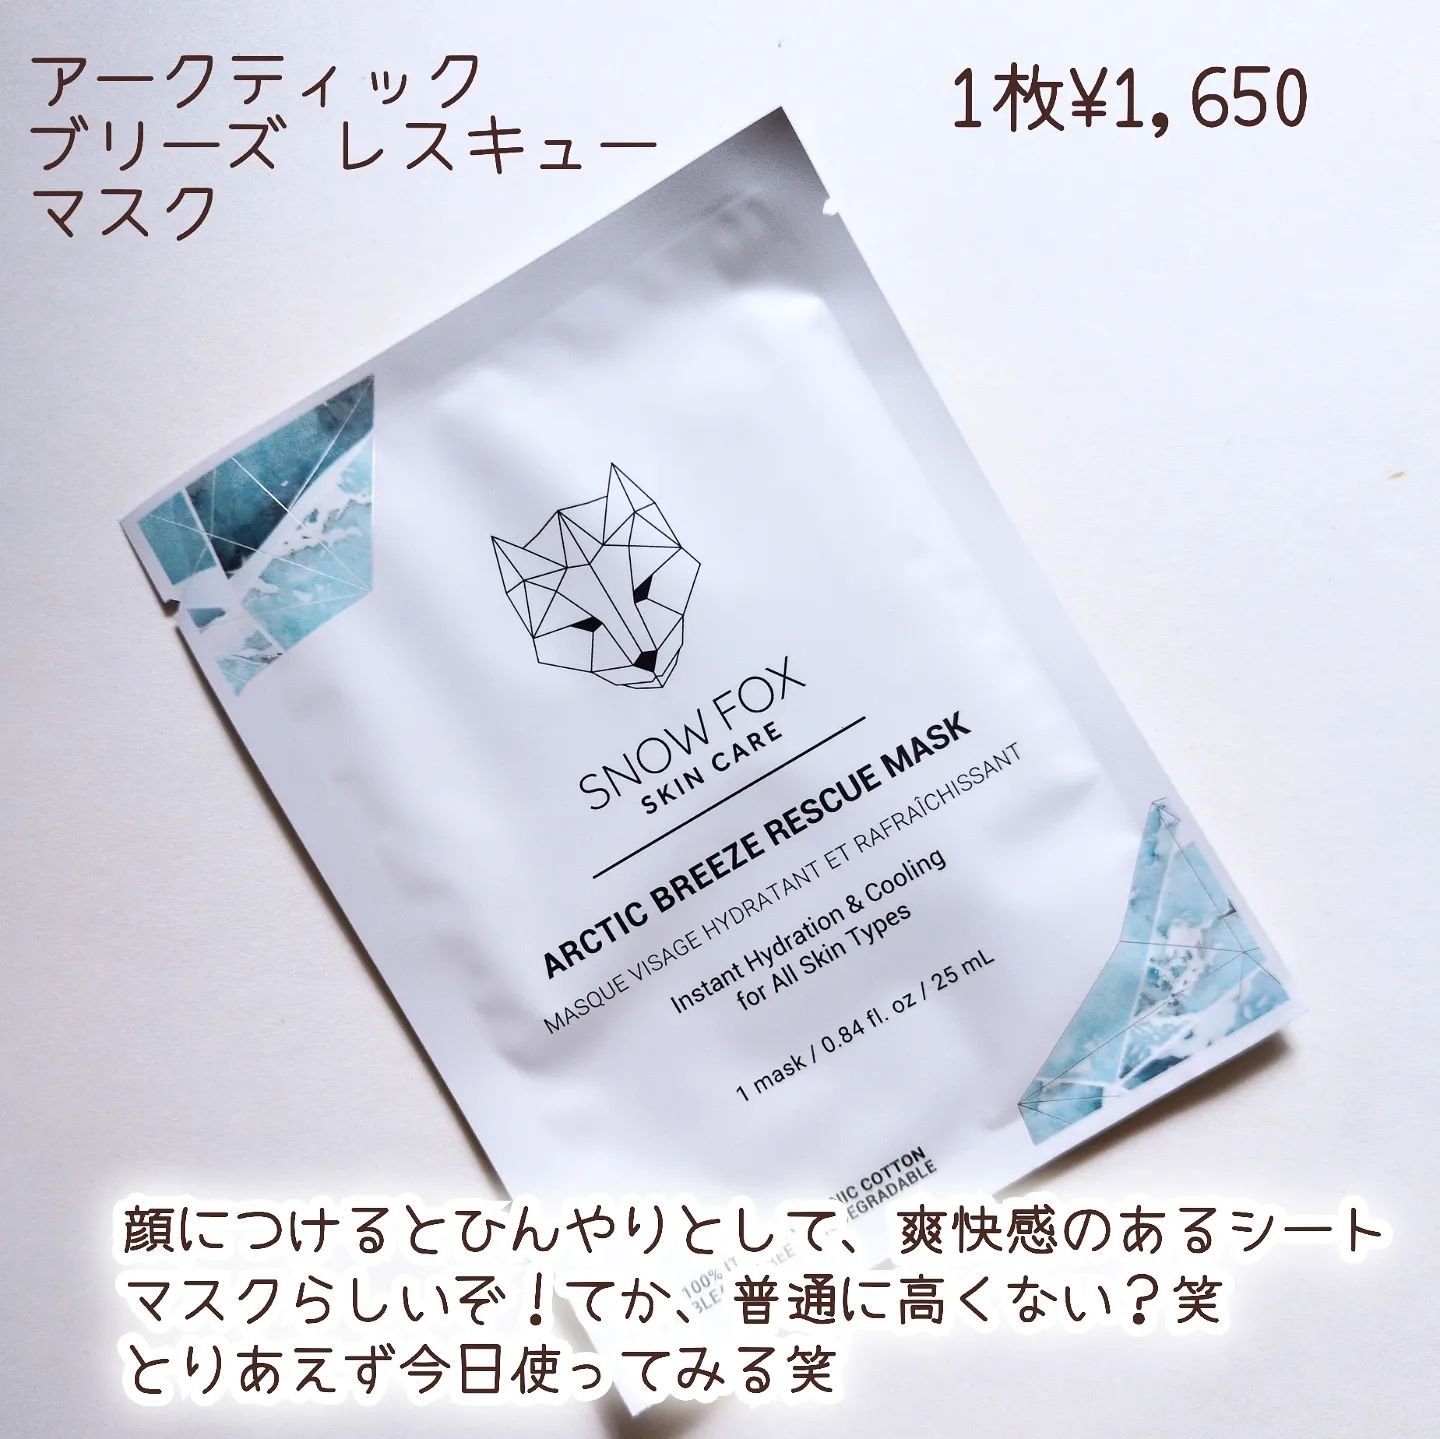 アークティック
ブリーズ レスキュー
マスク
1枚¥1,650
SNOW FOX
SKIN CARE
ARCTIC BREEZE RESCUE MASK
MASQUE VISAGE HYDRATANT ET RAFRAÎCHISSANT
Instant Hydration & Cooling
for All Skin Types
1 mask / 0.84 fl. oz / 25 mL
COTTON
100%
顔につけるとひんやりとして、爽快感のあるシート
マスクらしいぞ！てか、普通に高くない？笑
とりあえず今日使ってみる笑